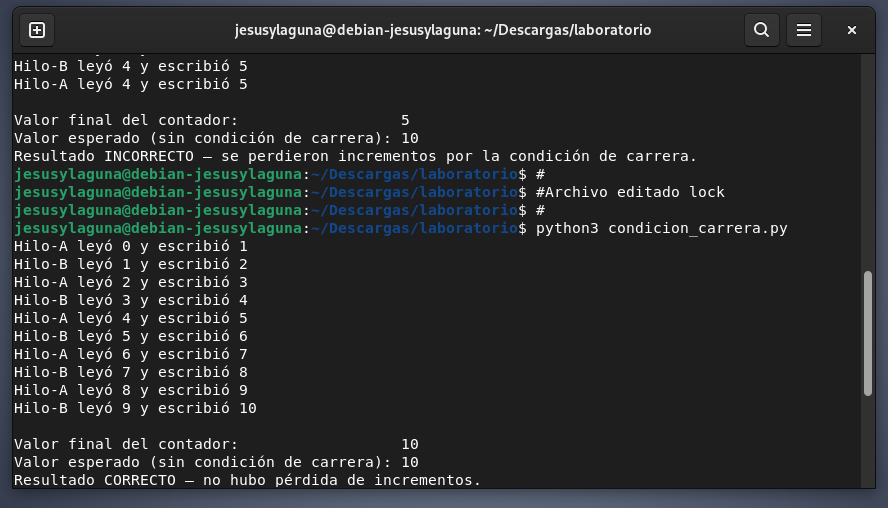 jesusylaguna@debian-jesusylaguna: ~/Descargas/laboratorio
Hilo-B leyó 4 y escribió 5
Hilo-A leyó 4 y escribió 5
Valor final del contador:                  5
Valor esperado (sin condición de carrera): 10
Resultado INCORRECTO — se perdieron incrementos por la condición de carrera.
jesusylaguna@debian-jesusylaguna:~/Descargas/laboratorio$ #
jesusylaguna@debian-jesusylaguna:~/Descargas/laboratorio$ #Archivo editado lock
jesusylaguna@debian-jesusylaguna:~/Descargas/laboratorio$ #
jesusylaguna@debian-jesusylaguna:~/Descargas/laboratorio$ python3 condicion_carrera.py
Hilo-A leyó 0 y escribió 1
Hilo-B leyó 1 y escribió 2
Hilo-A leyó 2 y escribió 3
Hilo-B leyó 3 y escribió 4
Hilo-A leyó 4 y escribió 5
Hilo-B leyó 5 y escribió 6
Hilo-A leyó 6 y escribió 7
Hilo-B leyó 7 y escribió 8
Hilo-A leyó 8 y escribió 9
Hilo-B leyó 9 y escribió 10
Valor final del contador:                  10
Valor esperado (sin condición de carrera): 10
Resultado CORRECTO — no hubo pérdida de incrementos.